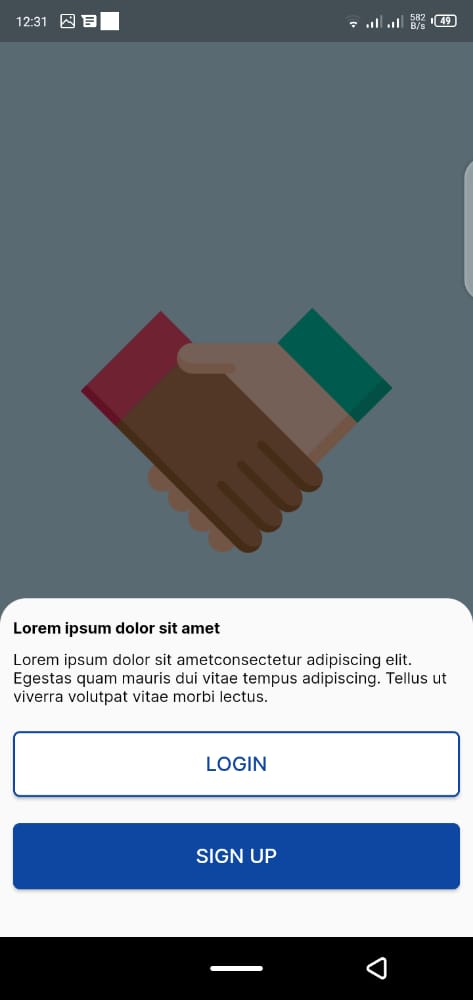 12:31
582
B/s
49
Lorem ipsum dolor sit amet
Lorem ipsum dolor sit ametconsectetur adipiscing elit.
Egestas quam mauris dui vitae tempus adipiscing. Tellus ut
viverra volutpat vitae morbi lectus.
LOGIN
SIGN UP